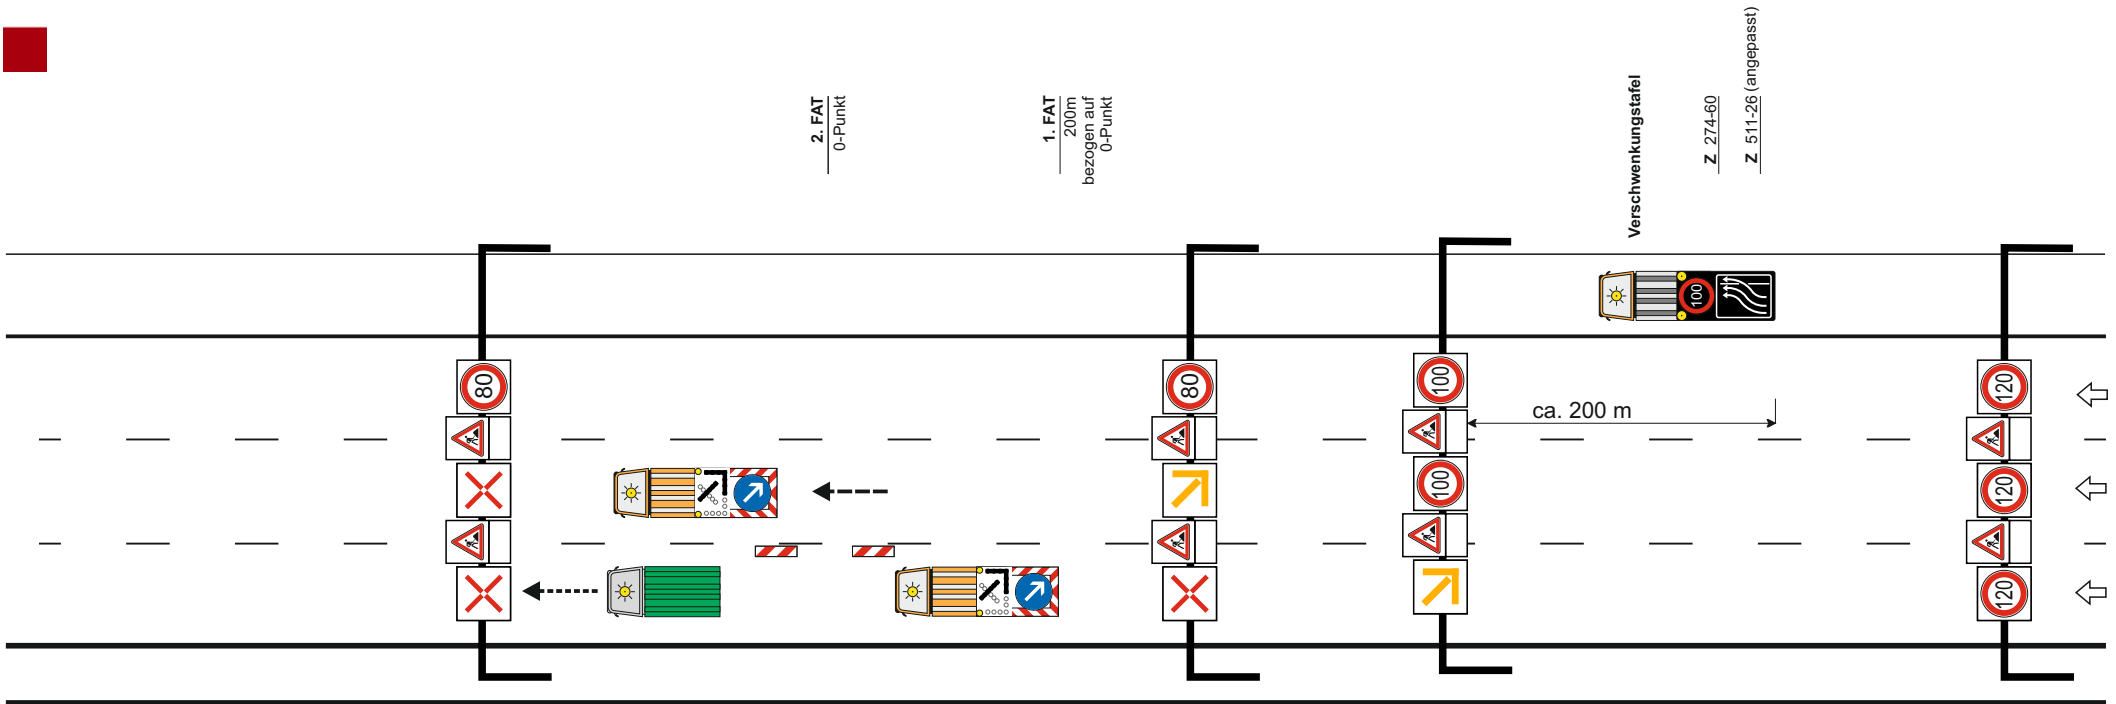 2. FAT
0-Punkt
1. FAT
200m
bezogen auf
0-Punkt
Verschwenkungstafel
Z 274-60
Z 511-26 (angepasst)
100
80
80
100
120
ca. 200 m
100
120
120